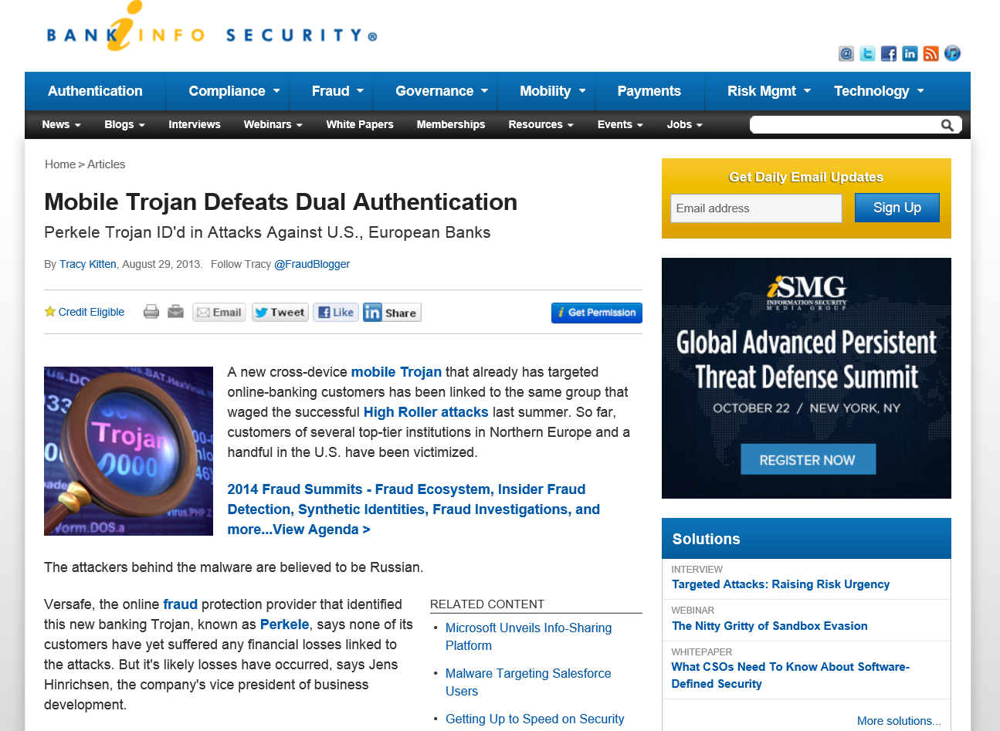 BANK INFO SECURITY®
Authentication Compliance Fraud Governance Mobility Payments Risk Mgmt Technology
News Blogs Interviews Webinars White Papers Memberships Resources Events Jobs
Home > Articles
Mobile Trojan Defeats Dual Authentication
Perkele Trojan ID'd in Attacks Against U.S., European Banks
By Tracy Kitten, August 29, 2013. Follow Tracy @FraudBlogger
Credit Eligible Email Tweet Like in Share i Get Permission
us.DO .BAT.HexVirus.
33
Trojan
0000
Virus.PHP
Worm.DOS.a
A new cross-device mobile Trojan that already has targeted
online-banking customers has been linked to the same group that
waged the successful High Roller attacks last summer. So far,
customers of several top-tier institutions in Northern Europe and a
handful in the U.S. have been victimized.
2014 Fraud Summits - Fraud Ecosystem, Insider Fraud
Detection, Synthetic Identities, Fraud Investigations, and
more...View Agenda >
The attackers behind the malware are believed to be Russian.
Versafe, the online fraud protection provider that identified
this new banking Trojan, known as Perkele, says none of its
customers have yet suffered any financial losses linked to
the attacks. But it's likely losses have occurred, says Jens
Hinrichsen, the company's vice president of business
development.
RELATED CONTENT
• Microsoft Unveils Info-Sharing
Platform
• Malware Targeting Salesforce
Users
• Getting Up to Speed on Security
Get Daily Email Updates
Email address Sign Up
iSMG
INFORMATION SECURITY
MEDIA GROUP
Global Advanced Persistent
Threat Defense Summit
OCTOBER 22 / NEW YORK, NY
REGISTER NOW
Solutions
INTERVIEW
Targeted Attacks: Raising Risk Urgency
WEBINAR
The Nitty Gritty of Sandbox Evasion
WHITEPAPER
What CSOs Need To Know About Software-
Defined Security
More solutions...